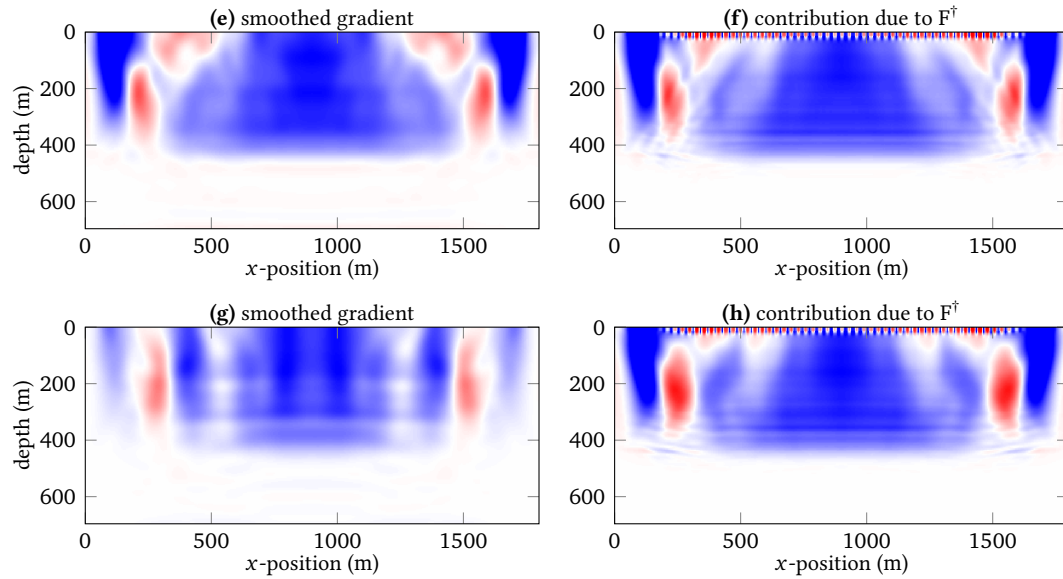 (e) smoothed gradient
(f) contribution due to F†
0
200
400
600
depth (m)
0 500 1000 1500
x-position (m)
0
200
400
600
0 500 1000 1500
x-position (m)
(g) smoothed gradient
(h) contribution due to F†
0
200
400
600
depth (m)
0 500 1000 1500
x-position (m)
0
200
400
600
0 500 1000 1500
x-position (m)